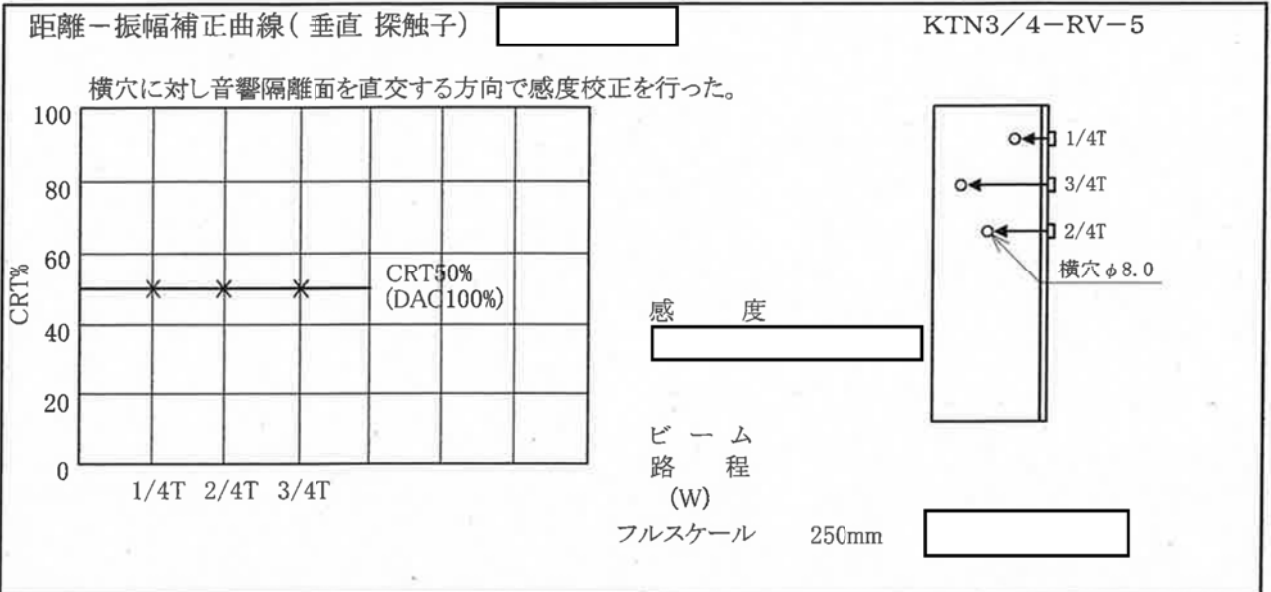 距離－振幅補正曲線( 垂直 探触子)
KTN3／4－RV－5
横穴に対し音響隔離面を直交する方向で感度校正を行った。
100
80
60
40
20
0
CRT%
CRT50%
(DAC100%)
1/4T 2/4T 3/4T
1/4T
3/4T
2/4T
横穴φ8.0
感 度
ビ ー ム
路 程
(W)
フルスケール 250mm